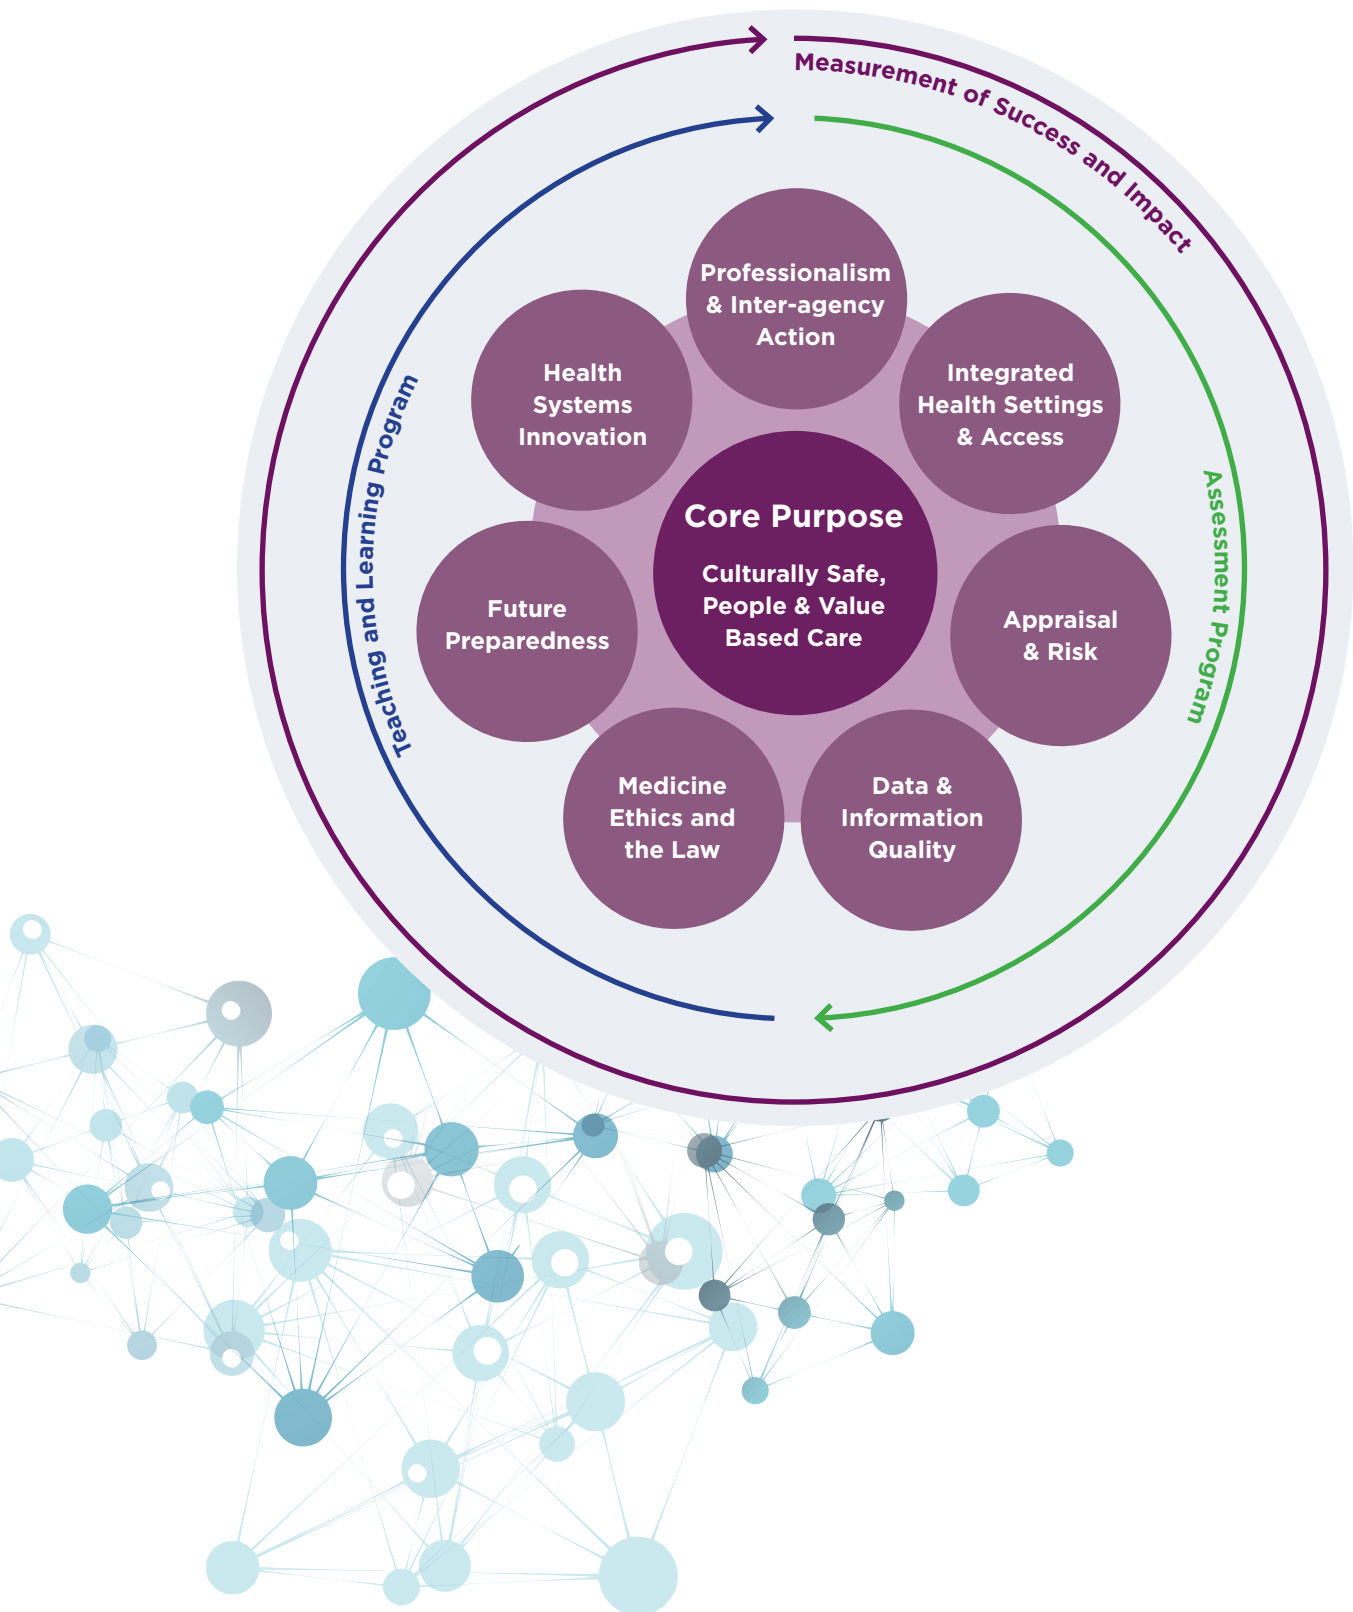 Measurement of Success and Impact
Teaching and Learning Program
Assessment Program
Professionalism
& Inter-agency
Action
Integrated
Health Settings
& Access
Appraisal
& Risk
Data &
Information
Quality
Medicine
Ethics and
the Law
Future
Preparedness
Health
Systems
Innovation
Core Purpose
Culturally Safe,
People & Value
Based Care